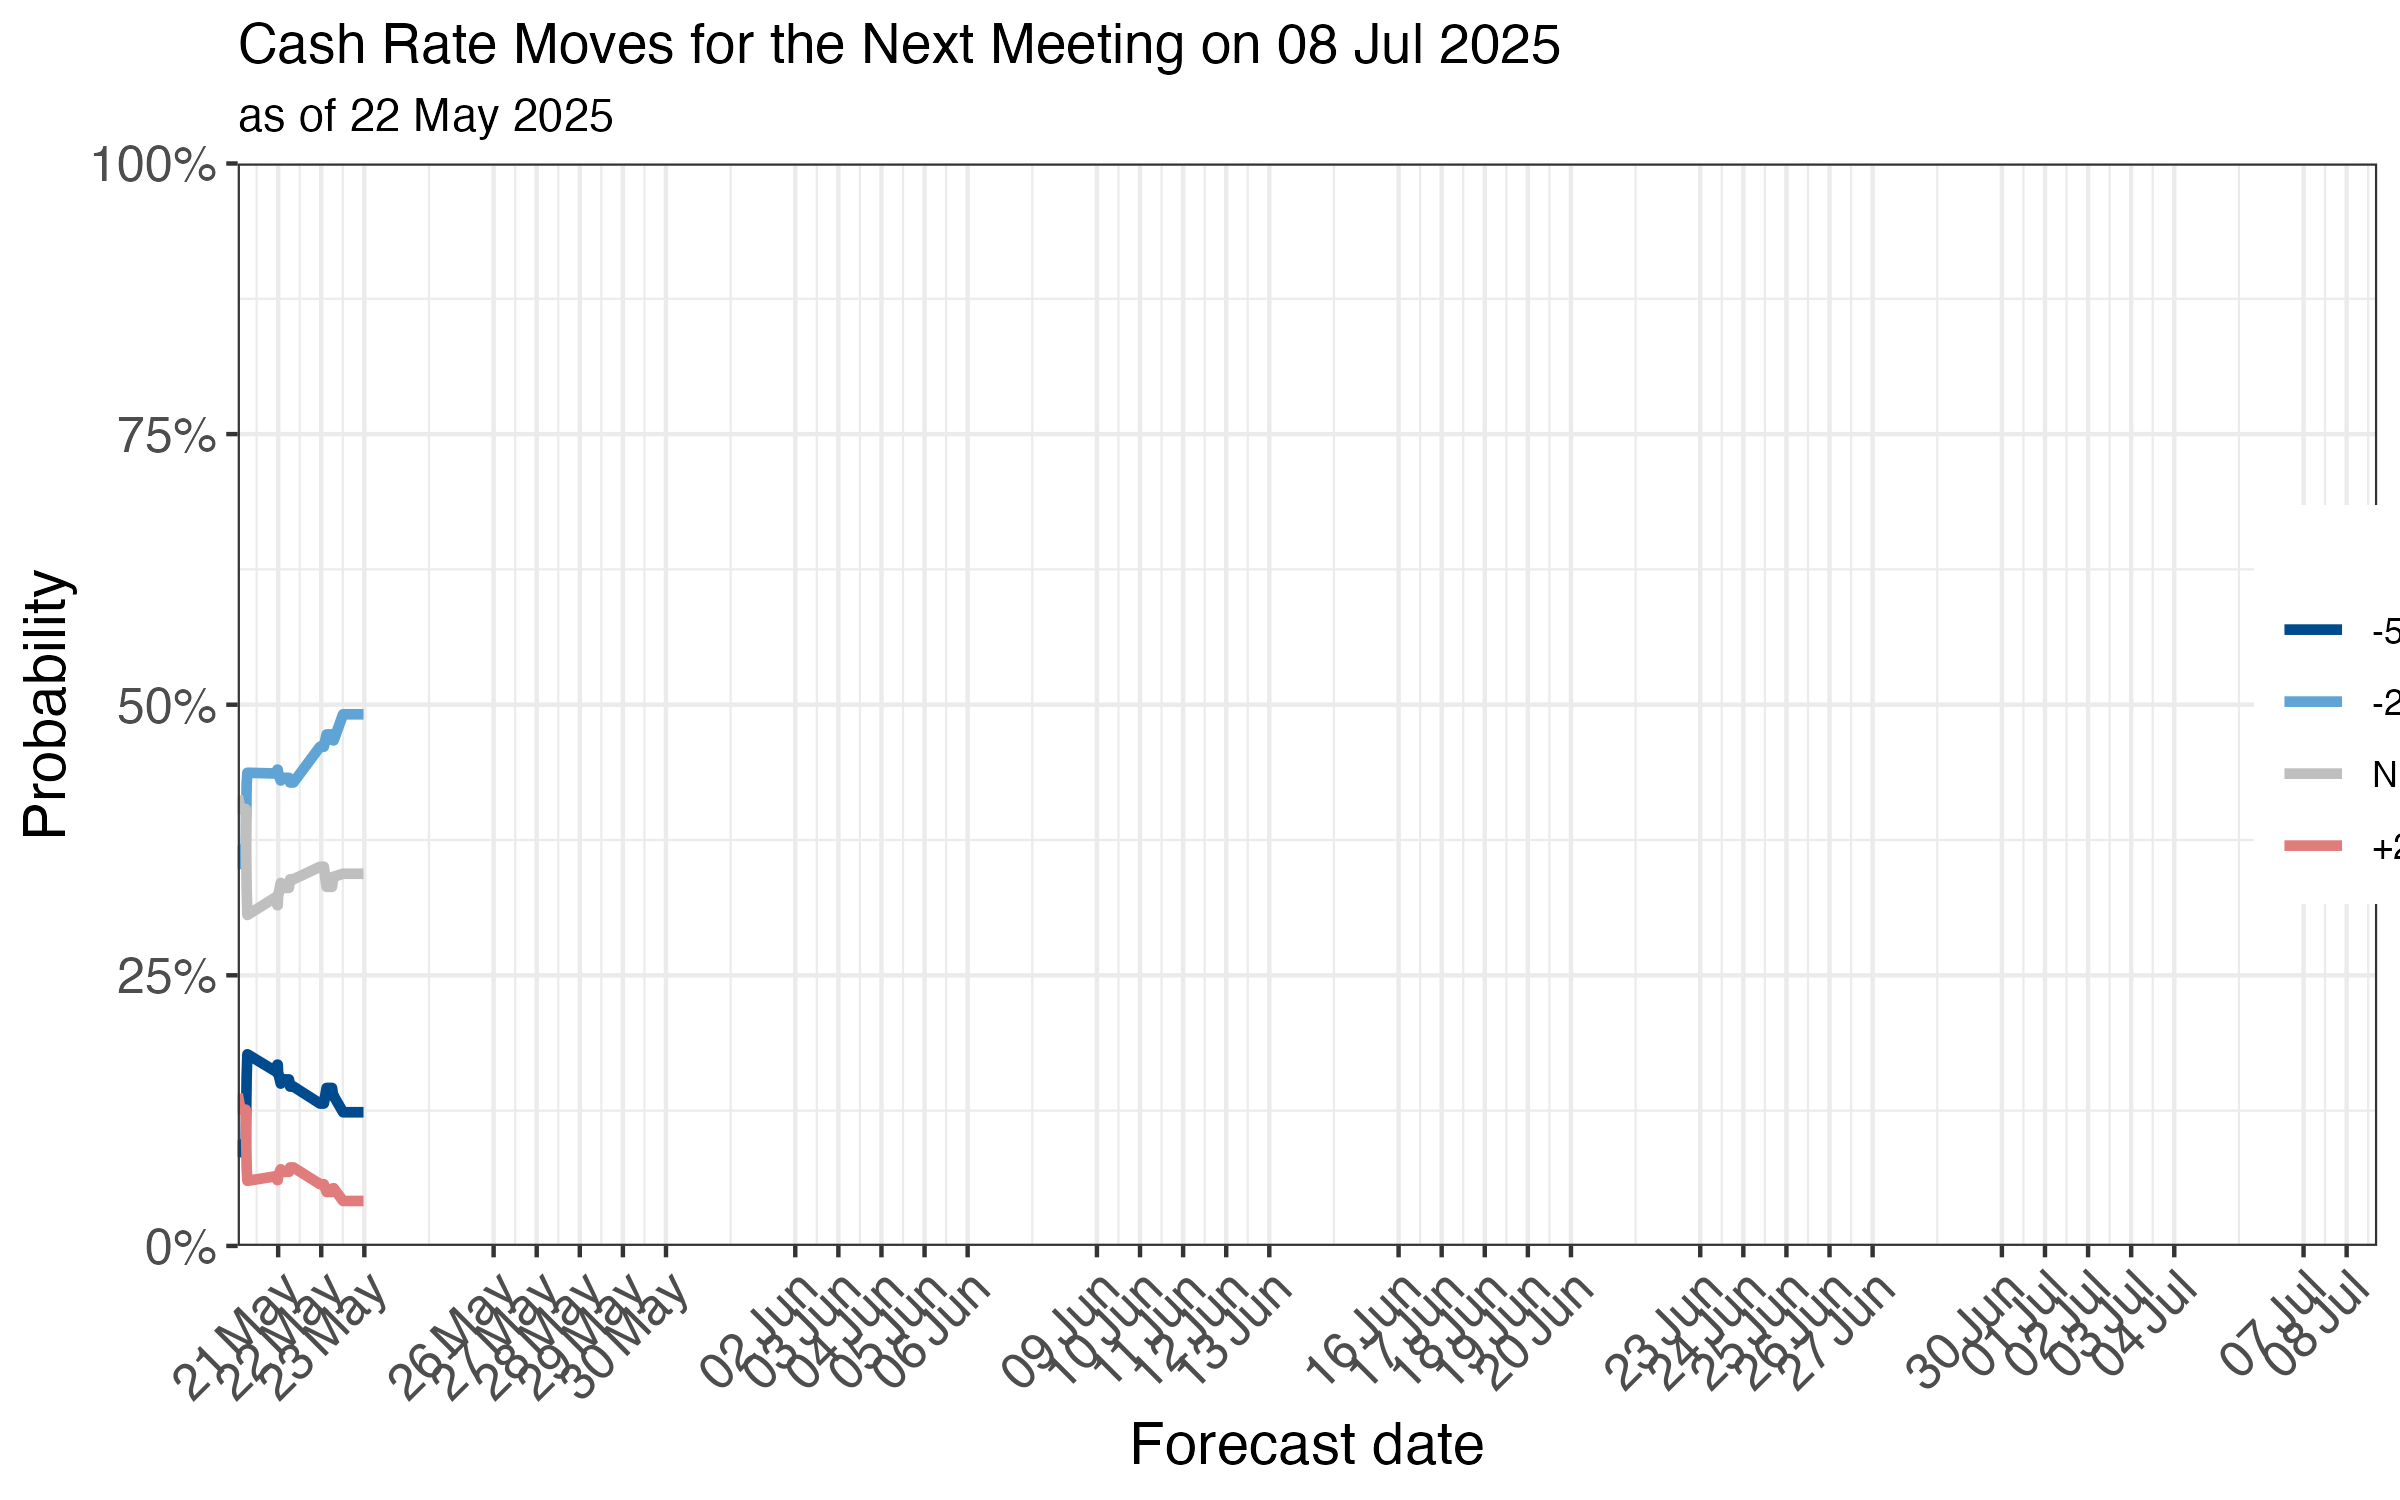 Cash Rate Moves for the Next Meeting on 08 Jul 2025
as of 22 May 2025
100%
75%
50%
25%
0%
Probability
-5
-2
N
+2
21 May
22 May
23 May
26 May
27 May
28 May
29 May
30 May
02 Jun
03 Jun
04 Jun
05 Jun
06 Jun
09 Jun
10 Jun
11 Jun
12 Jun
13 Jun
16 Jun
17 Jun
18 Jun
19 Jun
20 Jun
23 Jun
24 Jun
25 Jun
26 Jun
27 Jun
30 Jun
01 Jul
02 Jul
03 Jul
04 Jul
07 Jul
08 Jul
Forecast date